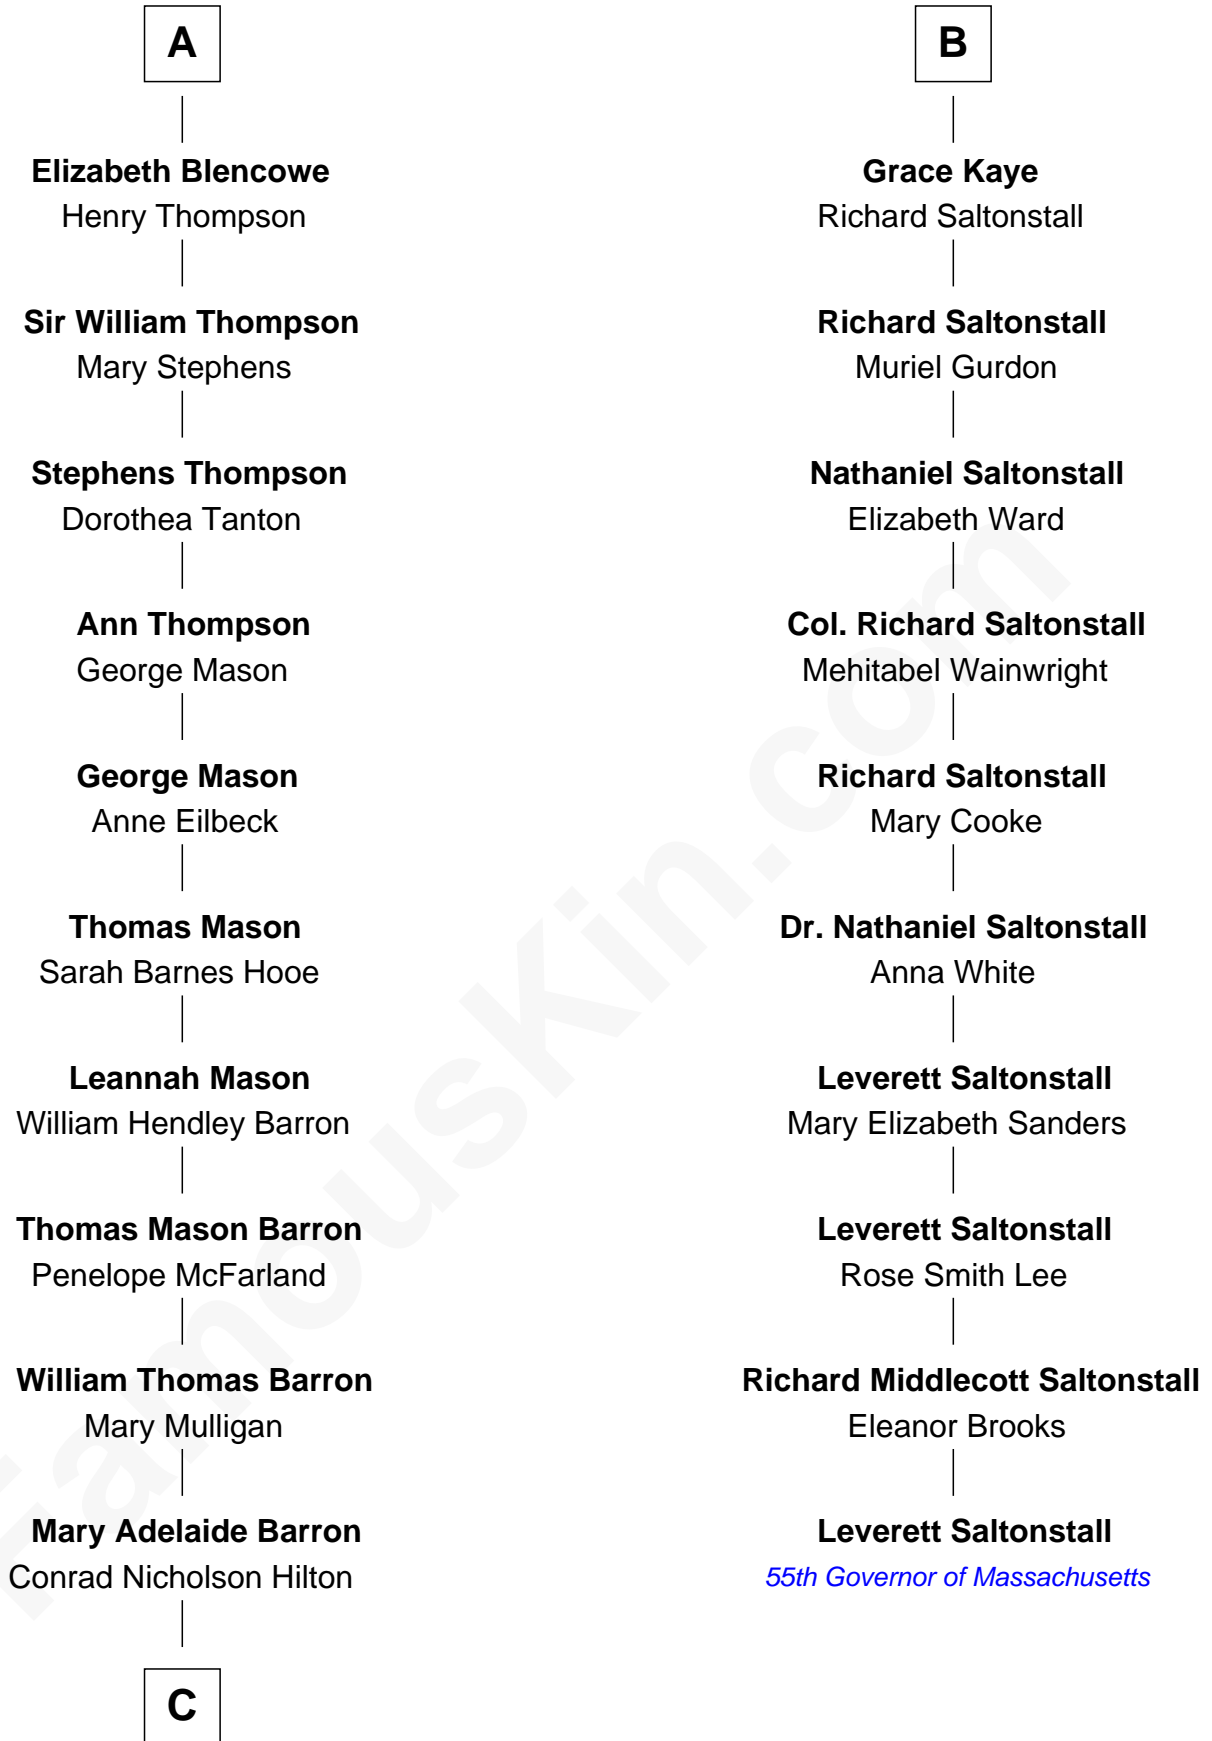 A
Elizabeth Blencowe
Henry Thompson
Sir William Thompson
Mary Stephens
Stephens Thompson
Dorothea Tanton
Ann Thompson
George Mason
George Mason
Anne Eilbeck
Thomas Mason
Sarah Barnes Hooe
Leannah Mason
William Hendley Barron
Thomas Mason Barron
Penelope McFarland
William Thomas Barron
Mary Mulligan
Mary Adelaide Barron
Conrad Nicholson Hilton
C
B
Grace Kaye
Richard Saltonstall
Richard Saltonstall
Muriel Gurdon
Nathaniel Saltonstall
Elizabeth Ward
Col. Richard Saltonstall
Mehitabel Wainwright
Richard Saltonstall
Mary Cooke
Dr. Nathaniel Saltonstall
Anna White
Leverett Saltonstall
Mary Elizabeth Sanders
Leverett Saltonstall
Rose Smith Lee
Richard Middlecott Saltonstall
Eleanor Brooks
Leverett Saltonstall
55th Governor of Massachusetts
FamousKin.com